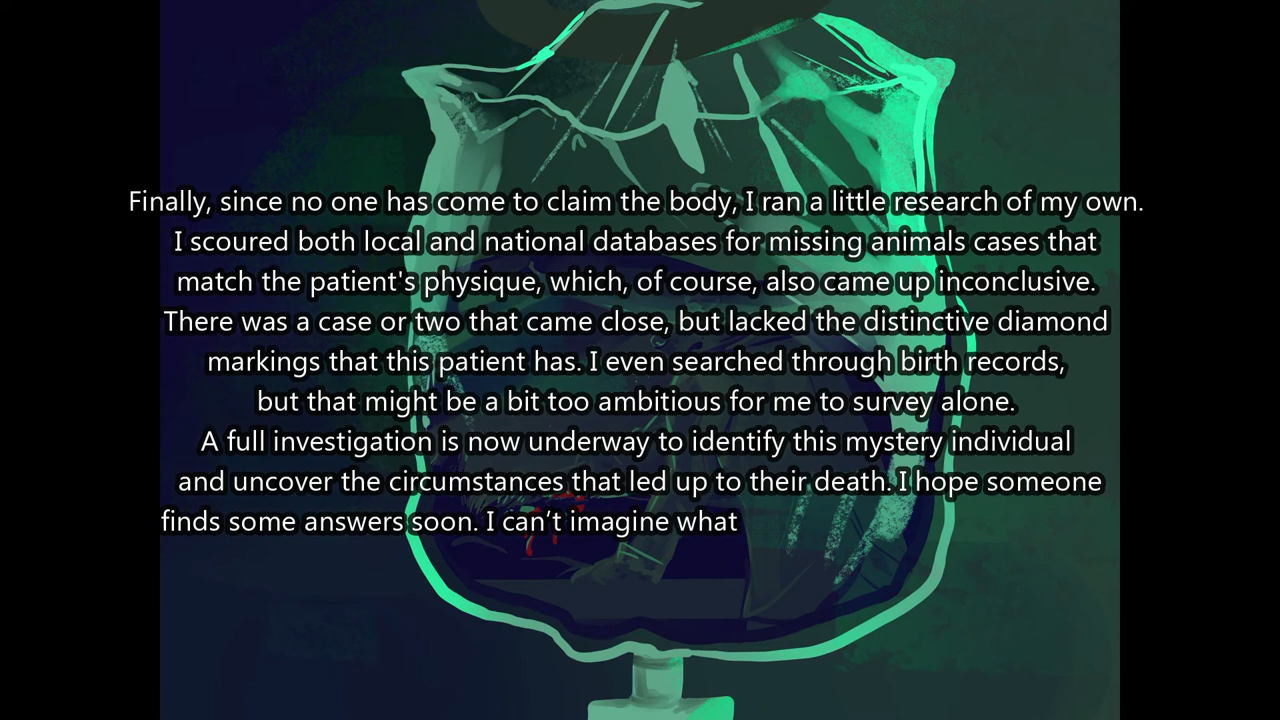 Finally, since no one has come to claim the body, I ran a little research of my own.
I scoured both local and national databases for missing animals cases that
match the patient's physique, which, of course, also came up inconclusive.
There was a case or two that came close, but lacked the distinctive diamond
markings that this patient has. I even searched through birth records,
but that might be a bit too ambitious for me to survey alone.
A full investigation is now underway to identify this mystery individual
and uncover the circumstances that led up to their death. I hope someone
finds some answers soon. I can’t imagine what